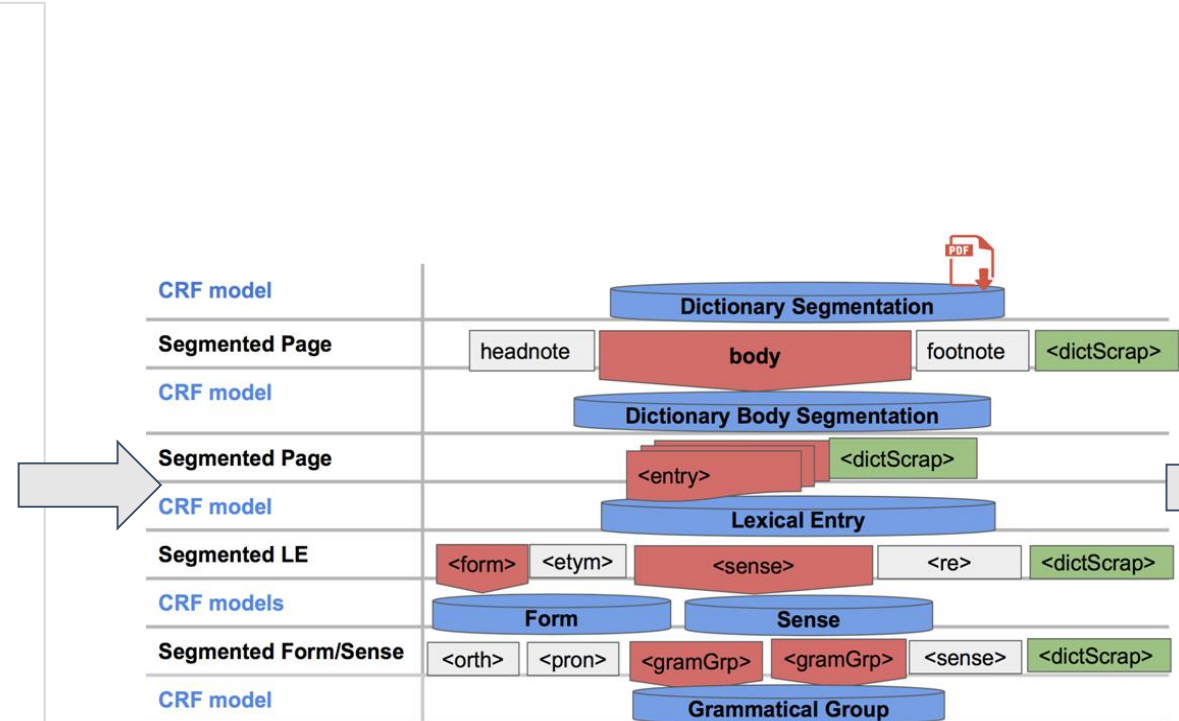 PDF
CRF model
Dictionary Segmentation
Segmented Page
headnote
body
footnote
<dictScrap>
CRF model
Dictionary Body Segmentation
Segmented Page
<entry>
<dictScrap>
CRF model
Lexical Entry
Segmented LE
<form>
<etym>
<sense>
<re>
<dictScrap>
CRF models
Form
Sense
Segmented Form/Sense
<orth>
<pron>
<gramGrp>
<gramGrp>
<sense>
<dictScrap>
CRF model
Grammatical Group